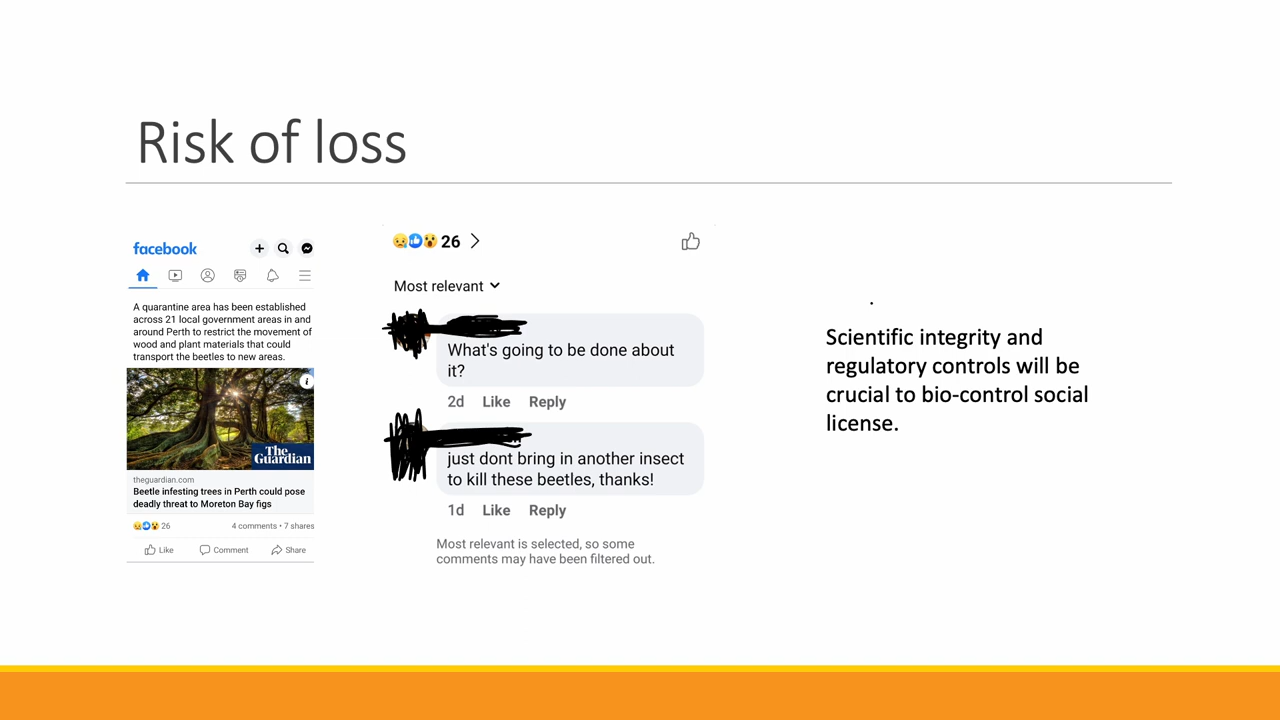 Risk of loss
facebook
A quarantine area has been established
across 21 local government areas in and
around Perth to restrict the movement of
wood and plant materials that could
transport the beetles to new areas.
The
Guardian
theguardian.com
Beetle infesting trees in Perth could pose
deadly threat to Moreton Bay figs
26
4 comments • 7 shares
Like Comment Share
26
Most relevant
What's going to be done about
it?
2d Like Reply
just dont bring in another insect
to kill these beetles, thanks!
1d Like Reply
Most relevant is selected, so some
comments may have been filtered out.
Scientific integrity and
regulatory controls will be
crucial to bio-control social
license.